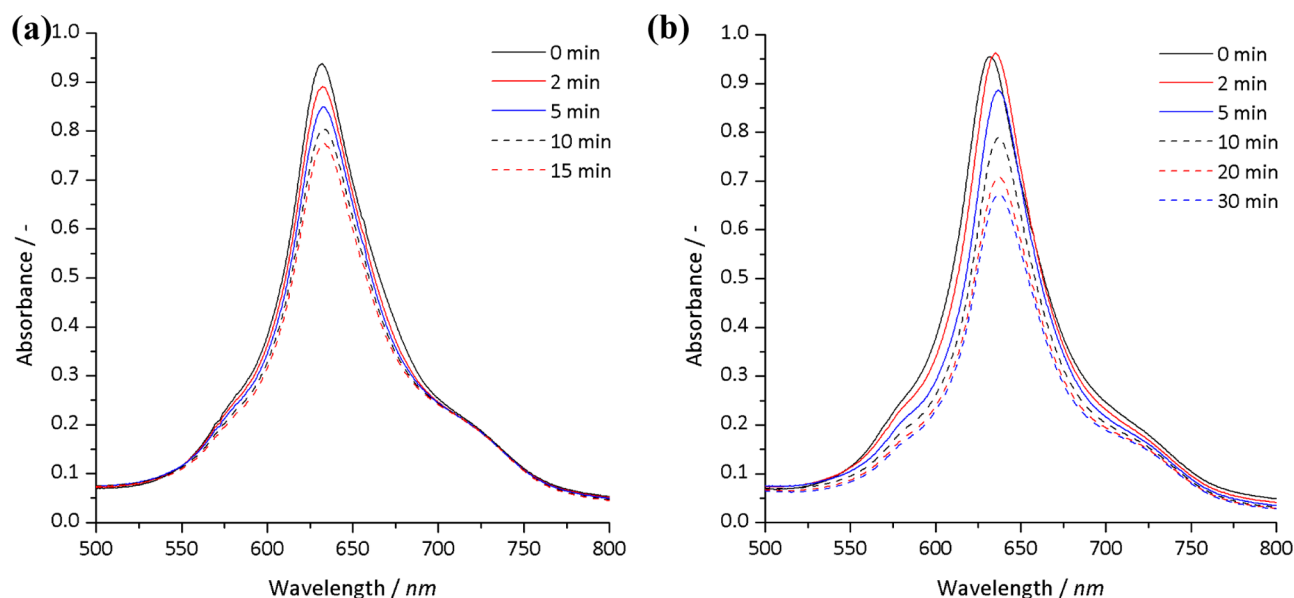 (a)
1.0
0.9
0.8
0.7
0.6
0.5
0.4
0.3
0.2
0.1
0.0
Absorbance / -
500
550
600
650
700
750
800
Wavelength / nm
0 min
2 min
5 min
10 min
15 min
(b)
1.0
0.9
0.8
0.7
0.6
0.5
0.4
0.3
0.2
0.1
0.0
Absorbance / -
500
550
600
650
700
750
800
Wavelength / nm
0 min
2 min
5 min
10 min
20 min
30 min